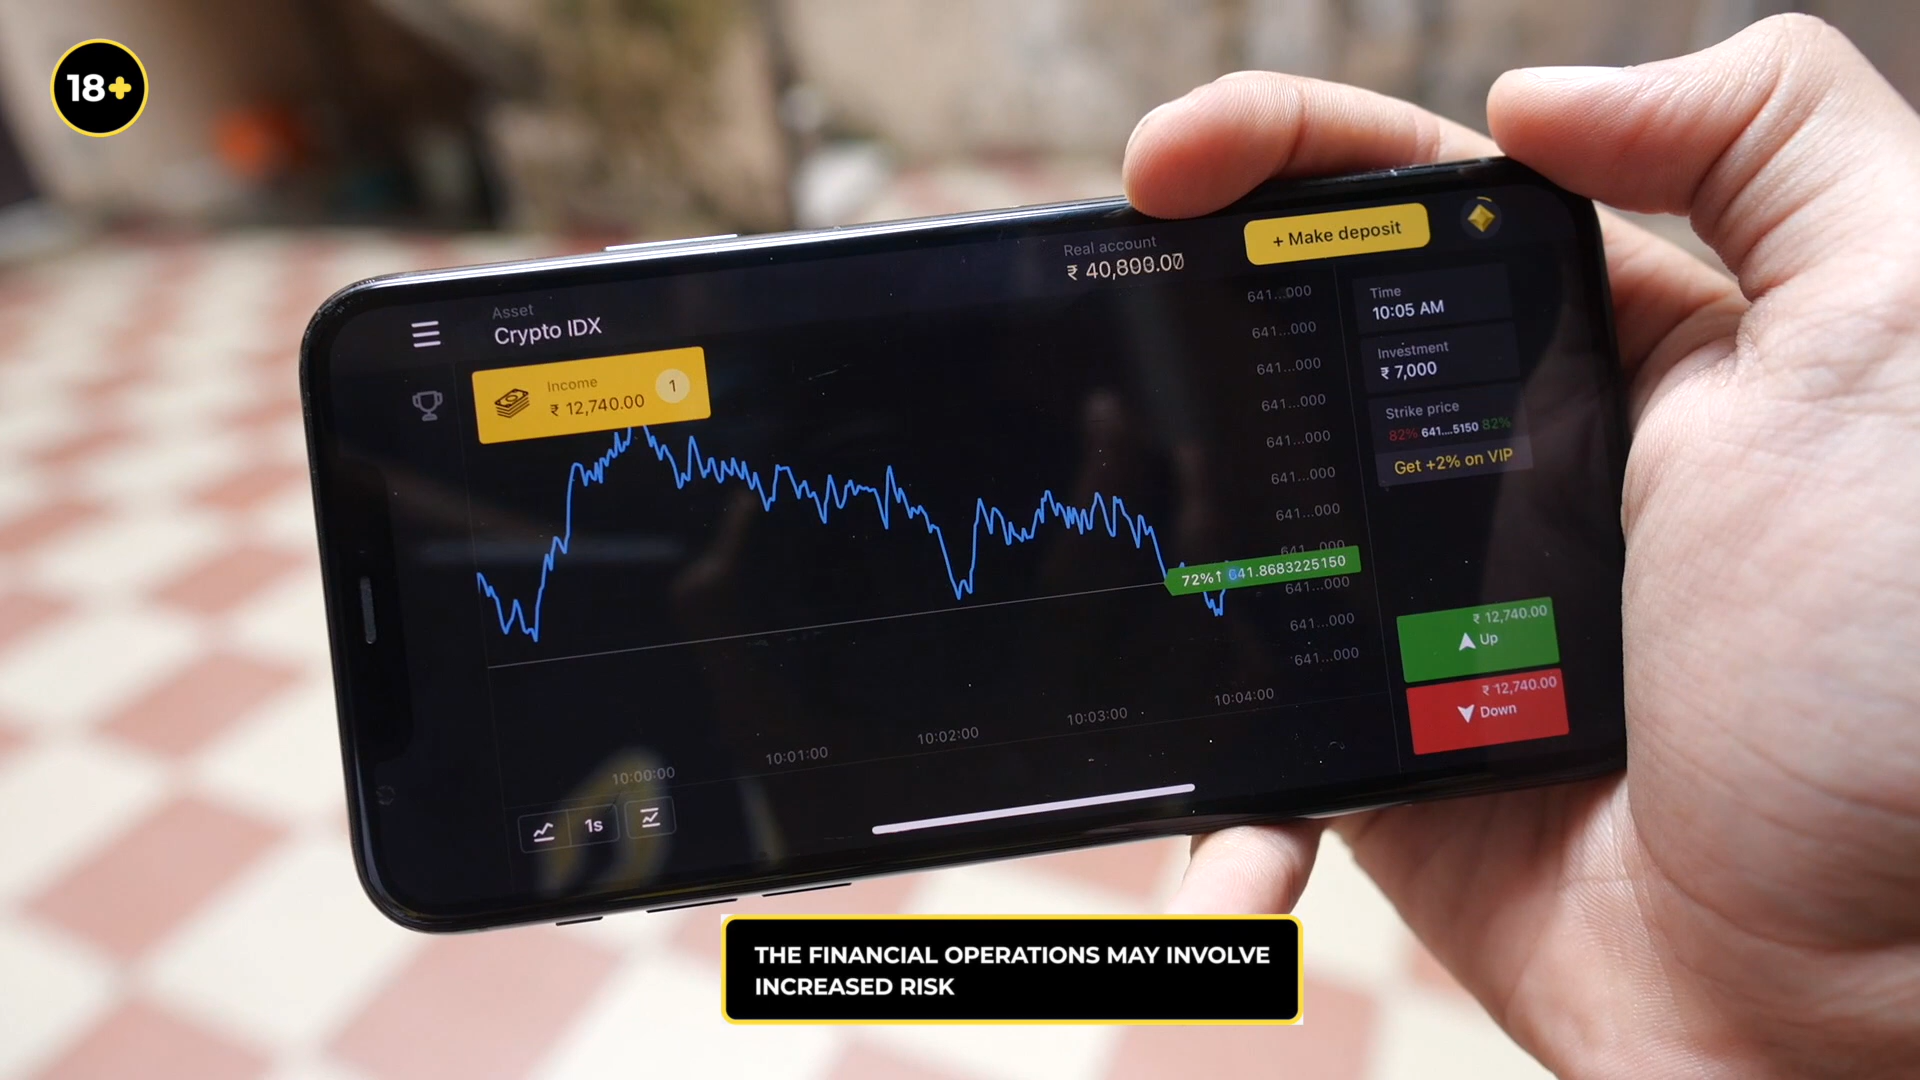 18+
Real account
₹ 40,800.00
+ Make deposit
Asset
Crypto IDX
Income
₹ 12,740.00
1
641...000
641...000
641...000
641...000
641...000
641...000
641...000
641...000
641...000
641...000
641...000
72%↑ 641.8683225150
Time
10:05 AM
Investment
₹ 7,000
Strike price
82% 641....5150 82%
Get +2% on VIP
₹ 12,740.00
Up
₹ 12,740.00
Down
10:00:00
10:01:00
10:02:00
10:03:00
10:04:00
1s
THE FINANCIAL OPERATIONS MAY INVOLVE
INCREASED RISK